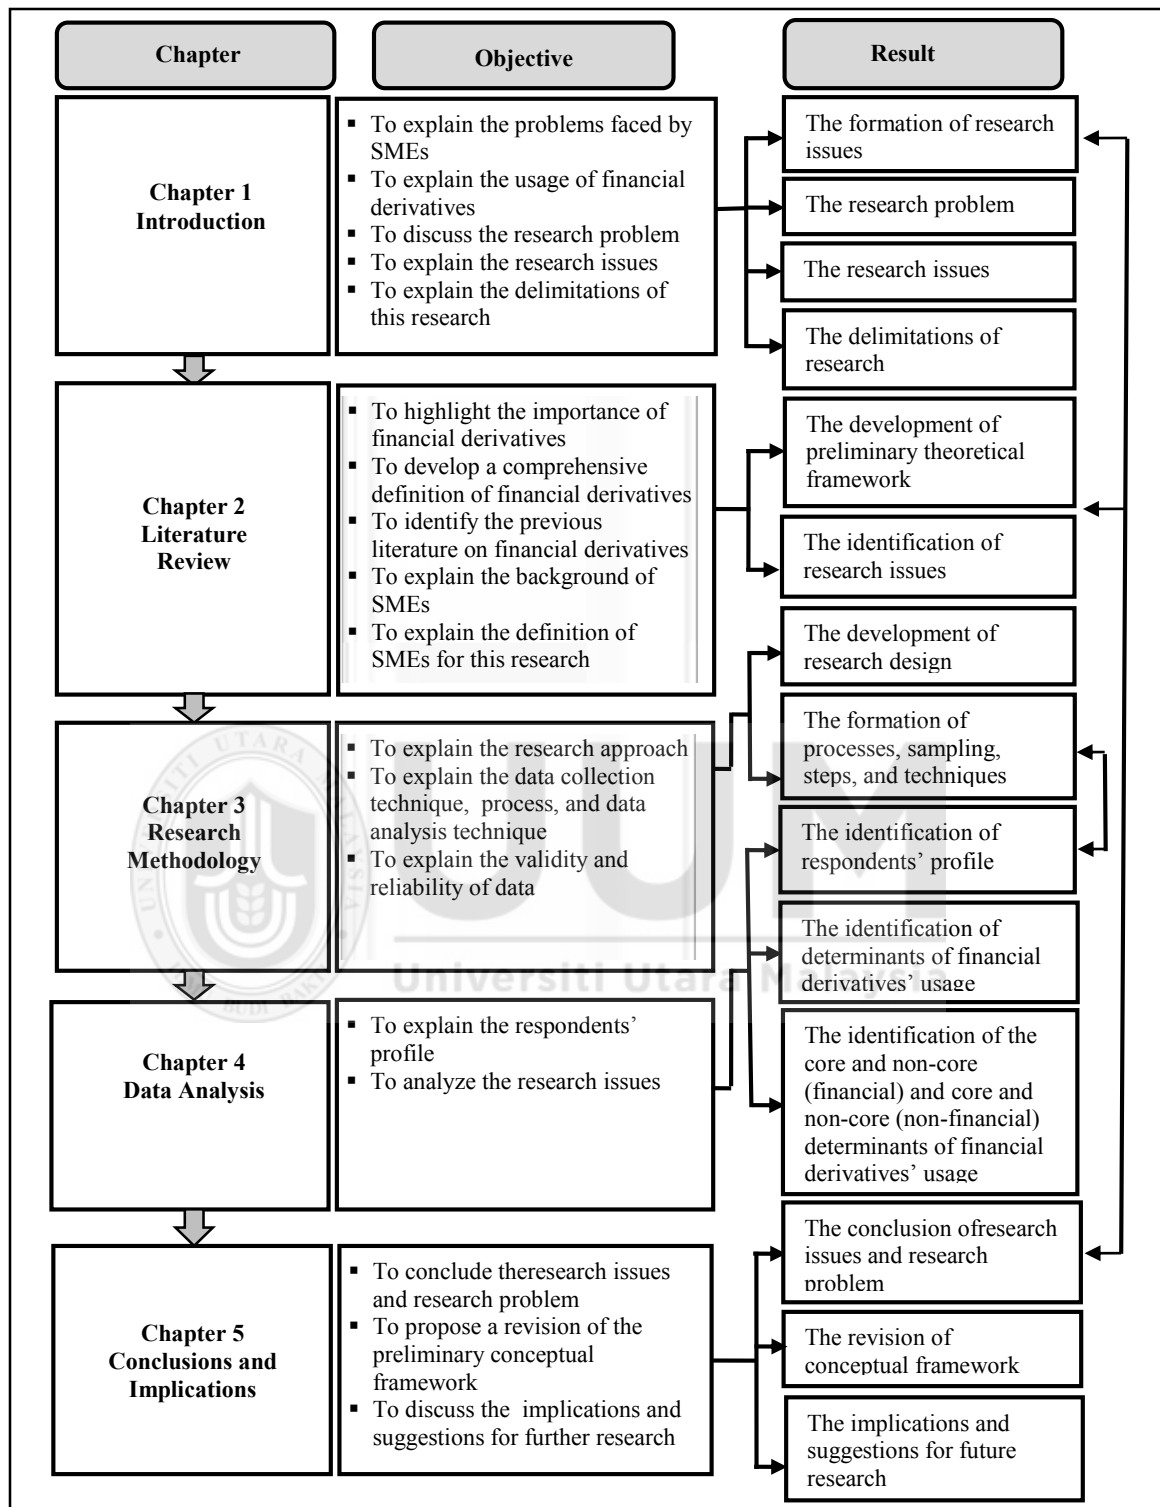 Chapter
Objective
Result
Chapter 1
Introduction
▪ To explain the problems faced by
SMEs
▪ To explain the usage of financial
derivatives
▪ To discuss the research problem
▪ To explain the research issues
▪ To explain the delimitations of
this research
The formation of research
issues
The research problem
The research issues
The delimitations of
research
Chapter 2
Literature
Review
▪ To highlight the importance of
financial derivatives
▪ To develop a comprehensive
definition of financial derivatives
▪ To identify the previous
literature on financial derivatives
▪ To explain the background of
SMEs
▪ To explain the definition of
SMEs for this research
The development of
preliminary theoretical
framework
The identification of
research issues
Chapter 3
Research
Methodology
▪ To explain the research approach
▪ To explain the data collection
technique, process, and data
analysis technique
▪ To explain the validity and
reliability of data
The development of
research design
The formation of
processes, sampling,
steps, and techniques
The identification of
respondents’ profile
The identification of
determinants of financial
derivatives’ usage
The identification of the
core and non-core
(financial) and core and
non-core (non-financial)
determinants of financial
derivatives’ usage
Chapter 4
Data Analysis
▪ To explain the respondents’
profile
▪ To analyze the research issues
Chapter 5
Conclusions and
Implications
▪ To conclude theresearch issues
and research problem
▪ To propose a revision of the
preliminary conceptual
framework
▪ To discuss the implications and
suggestions for further research
The conclusion ofresearch
issues and research
problem
The revision of
conceptual framework
The implications and
suggestions for future
research
UUM
Universiti Utara Malaysia
UNIVERSITI UTARA MALAYSIA
BUDI BAKTI